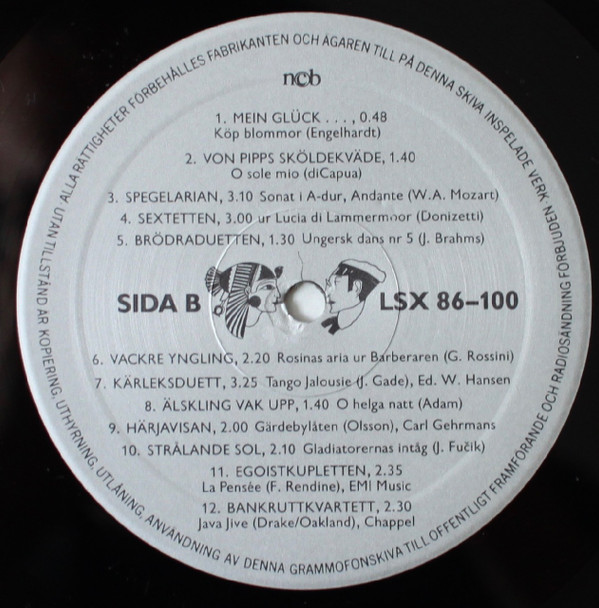 ALLA RÄTTIGHETER FÖRBEHÅLLES FABRIKANTEN OCH ÄGAREN TILL PÅ DENNA SKIVA INSPELADE VERK. UTAN TILLSTÅND ÄR KOPIERING, UTHYRNING, UTLÅNING, ANVÄNDNING AV DENNA GRAMMOFONSKIVA TILL OFFENTLIGT FRAMFÖRANDE OCH RADIOSÄNDNING FÖRBJUDEN.
ncb
1. MEIN GLÜCK . . . , 0.48
Köp blommor (Engelhardt)
2. VON PIPPS SKÖLDEKVÄDE, 1.40
O sole mio (diCapua)
3. SPEGELARIAN, 3.10 Sonat i A-dur, Andante (W.A. Mozart)
4. SEXTETTEN, 3.00 ur Lucia di Lammermoor (Donizetti)
5. BRÖDRADUETTEN, 1.30 Ungersk dans nr 5 (J. Brahms)
SIDA B LSX 86–100
6. VACKRE YNGLING, 2.20 Rosinas aria ur Barberaren (G. Rossini)
7. KÄRLEKSDUETT, 3.25 Tango Jalousie (J. Gade), Ed. W. Hansen
8. ÄLSKLING VAK UPP, 1.40 O helga natt (Adam)
9. HÄRJAVISAN, 2.00 Gärdebylåten (Olsson), Carl Gehrmans
10. STRÅLANDE SOL, 2.10 Gladiatorernas intåg (J. Fučik)
11. EGOISTKUPLETTEN, 2.35
La Pensée (F. Rendine), EMI Music
12. BANKRUTTKVARTETT, 2.30
Java Jive (Drake/Oakland), Chappel